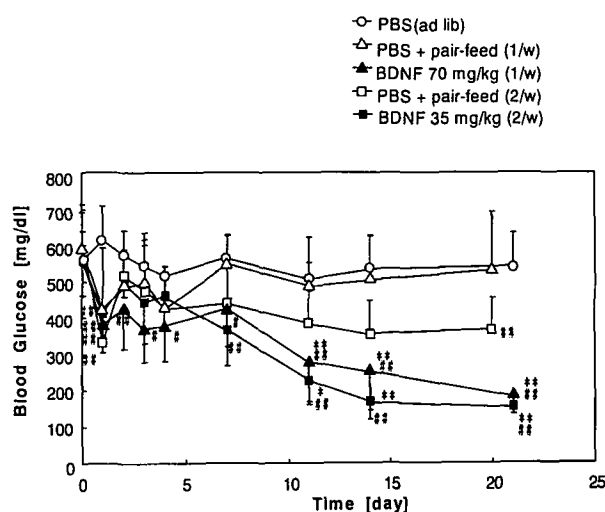 PBS(ad lib)
PBS + pair-feed (1/w)
BDNF 70 mg/kg (1/w)
PBS + pair-feed (2/w)
BDNF 35 mg/kg (2/w)
Blood Glucose [mg/dl]
800
700
600
500
400
300
200
100
0
0
5
10
15
20
25
Time [day]